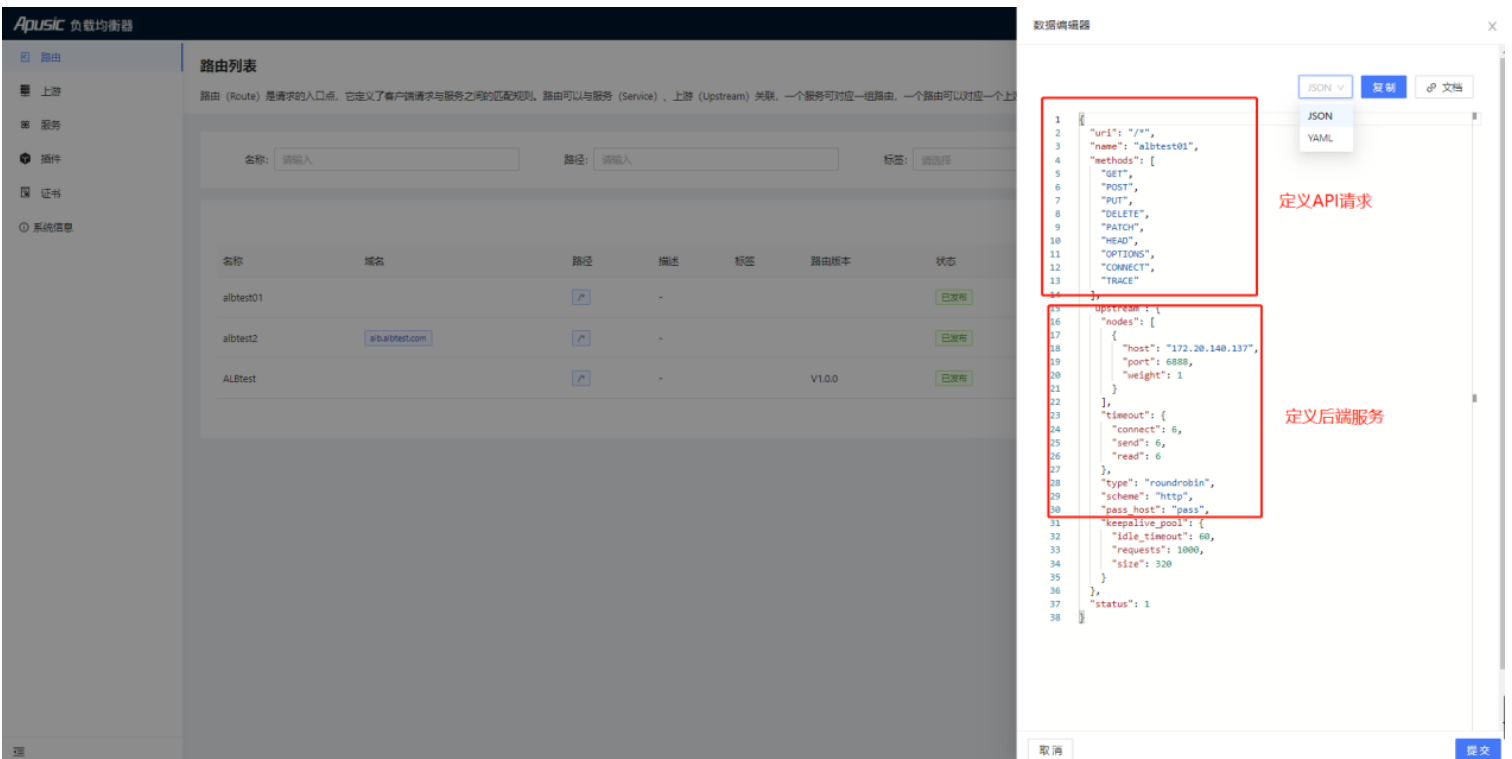 Apusic 负载均衡器
路由
上游
服务
插件
证书
系统信息
路由列表
路由（Route）是请求的入口点，它定义了客户端请求与服务之间的匹配规则。路由可以与服务（Service）、上游（Upstream）关联，一个服务可对应一组路由，一个路由可以对应一个上
名称: 请输入 路径: 请输入 标签: 请选择
名称 域名 路径 描述 标签 路由版本 状态
albtest01 /* - 已发布
albtest2 alb.albtest.com /* - 已发布
ALBtest /* - V1.0.0 已发布
数据编辑器
JSON 复制 文档
JSON
YAML
1 {
2 "uri": "/*",
3 "name": "albtest01",
4 "methods": [
5 "GET",
6 "POST",
7 "PUT",
8 "DELETE",
9 "PATCH",
10 "HEAD",
11 "OPTIONS",
12 "CONNECT",
13 "TRACE"
14 ],
15 "upstream": {
16 "nodes": [
17 {
18 "host": "172.20.140.137",
19 "port": 6888,
20 "weight": 1
21 }
22 ],
23 "timeout": {
24 "connect": 6,
25 "send": 6,
26 "read": 6
27 },
28 "type": "roundrobin",
29 "scheme": "http",
30 "pass_host": "pass",
31 "keepalive_pool": {
32 "idle_timeout": 60,
33 "requests": 1000,
34 "size": 320
35 }
36 },
37 "status": 1
38 }
定义API请求
定义后端服务
取消
提交